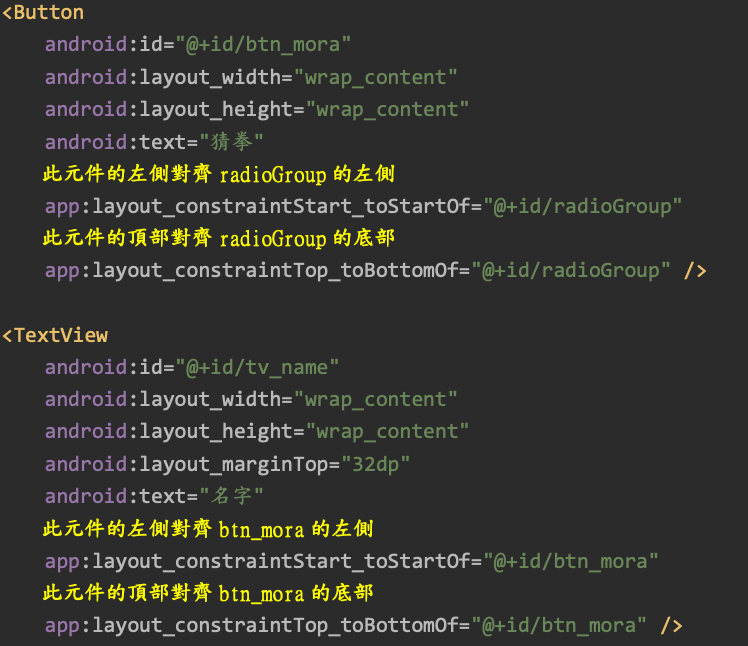 <Button
android:id="@+id/btn_mora"
android:layout_width="wrap_content"
android:layout_height="wrap_content"
android:text="猜拳"
此元件的左側對齊 radioGroup 的左側
app:layout_constraintStart_toStartOf="@+id/radioGroup"
此元件的頂部對齊 radioGroup 的底部
app:layout_constraintTop_toBottomOf="@+id/radioGroup" />
<TextView
android:id="@+id/tv_name"
android:layout_width="wrap_content"
android:layout_height="wrap_content"
android:layout_marginTop="32dp"
android:text="名字"
此元件的左側對齊 btn_mora 的左側
app:layout_constraintStart_toStartOf="@+id/btn_mora"
此元件的頂部對齊 btn_mora 的底部
app:layout_constraintTop_toBottomOf="@+id/btn_mora" />